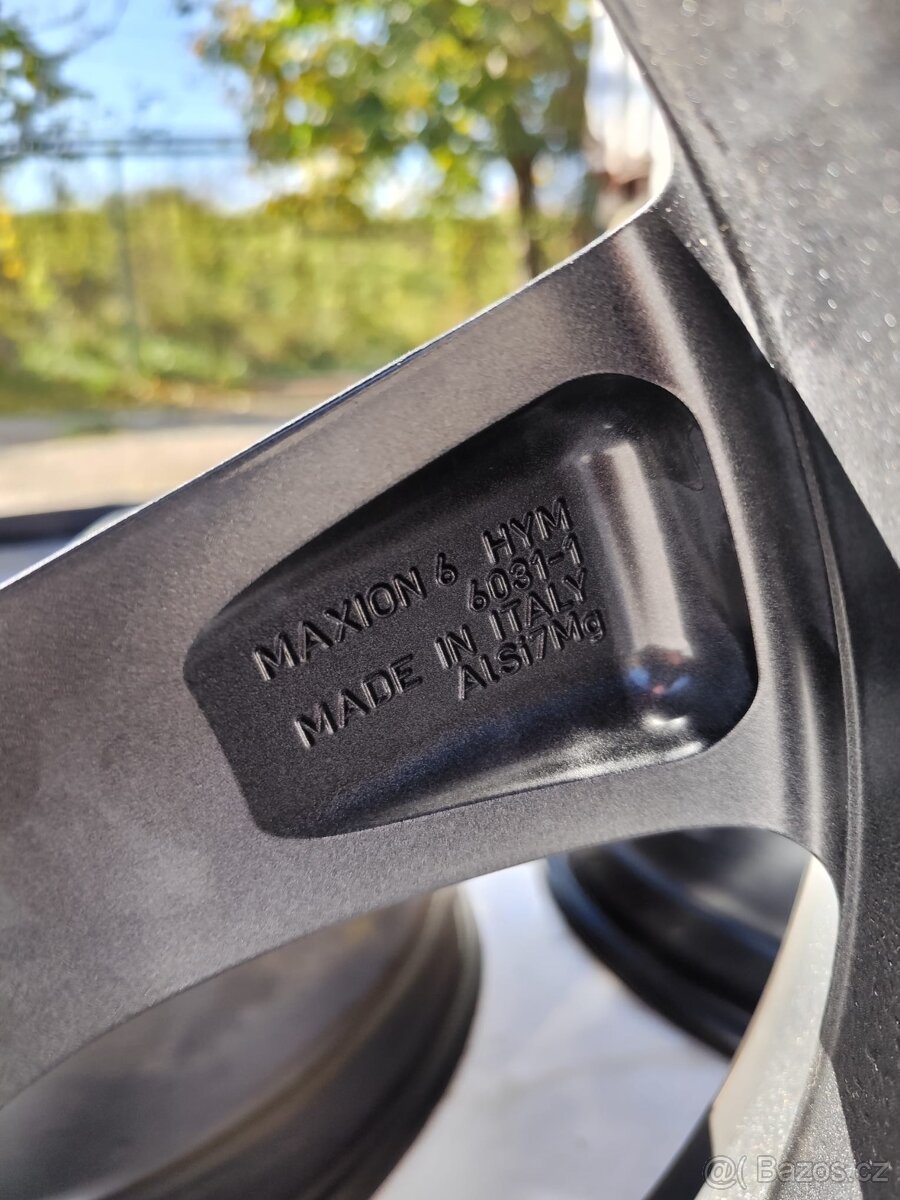 MAXION 6 HYM
6031-1
MADE IN ITALY
AlSi7Mg
@( Bazos.cz